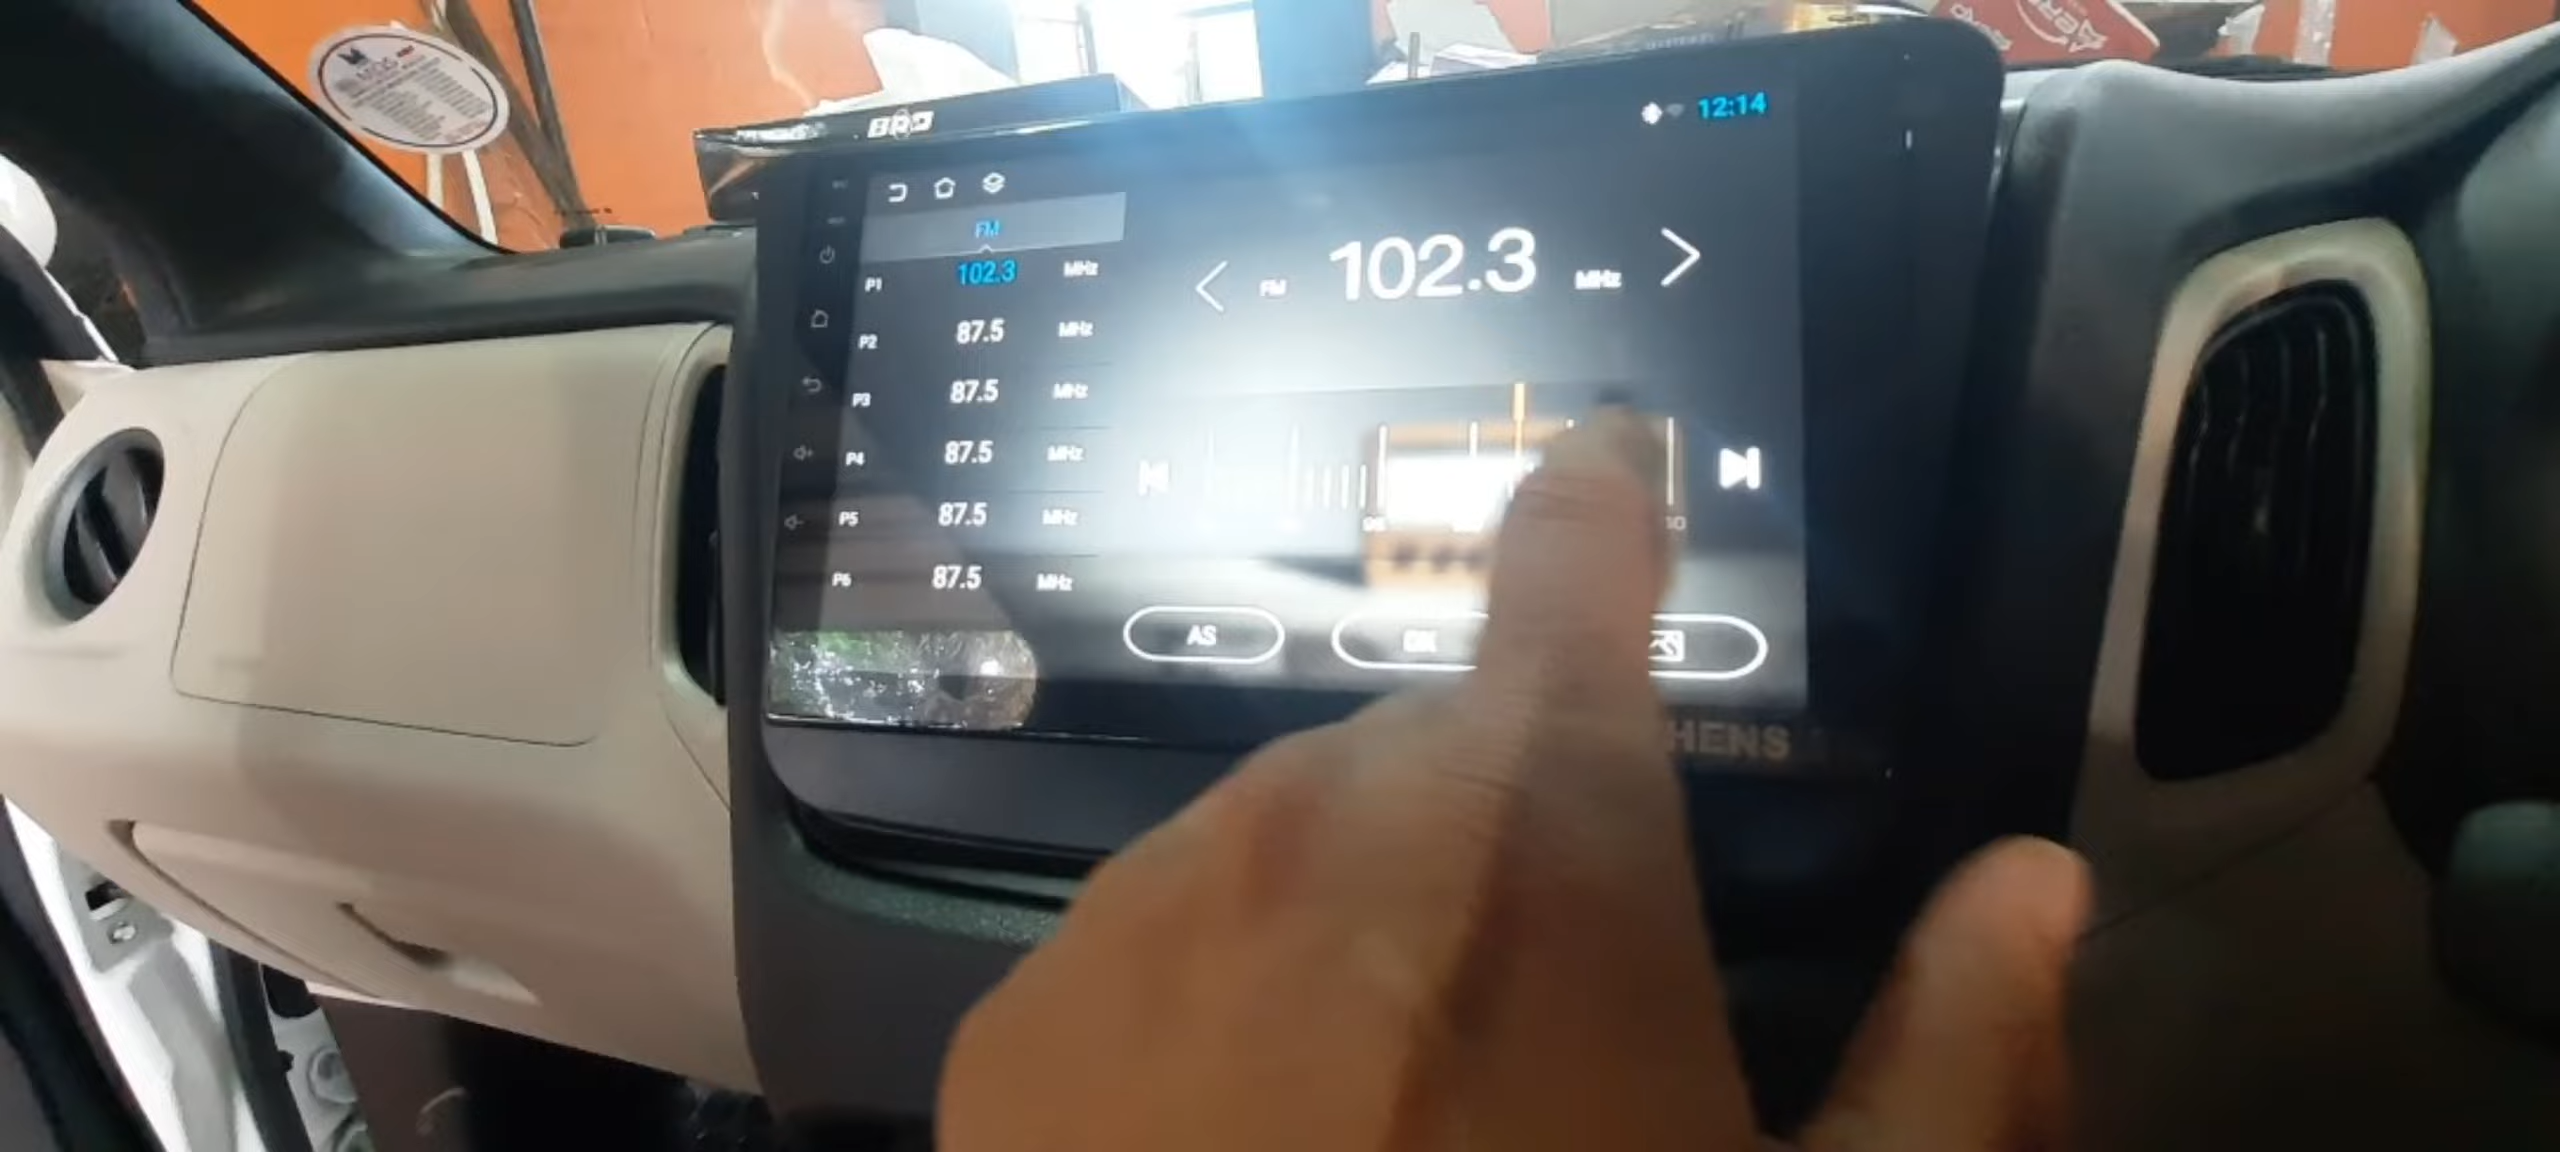 12:14
FM
P1 102.3 MHz
P2 87.5 MHz
P3 87.5 MHz
P4 87.5 MHz
P5 87.5 MHz
P6 87.5 MHz
FM 102.3 MHz
AS
HENS